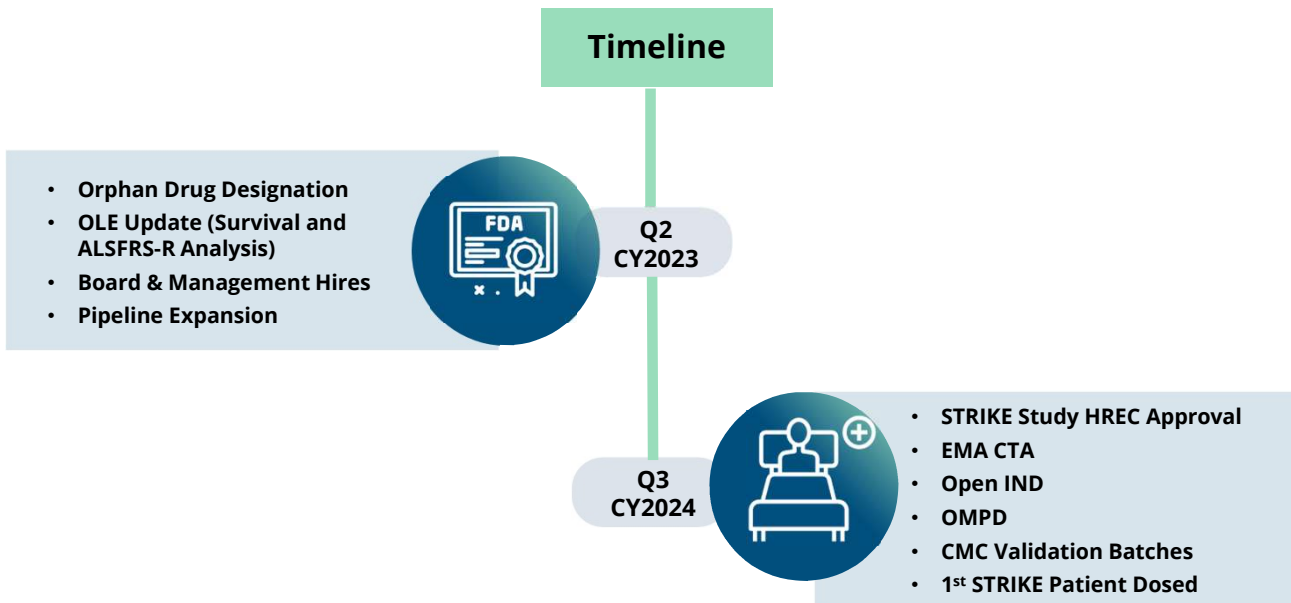 Timeline
• Orphan Drug Designation
• OLE Update (Survival and
ALSFRS-R Analysis)
• Board & Management Hires
• Pipeline Expansion
FDA
Q2
CY2023
Q3
CY2024
• STRIKE Study HREC Approval
• EMA CTA
• Open IND
• OMPD
• CMC Validation Batches
• 1st STRIKE Patient Dosed